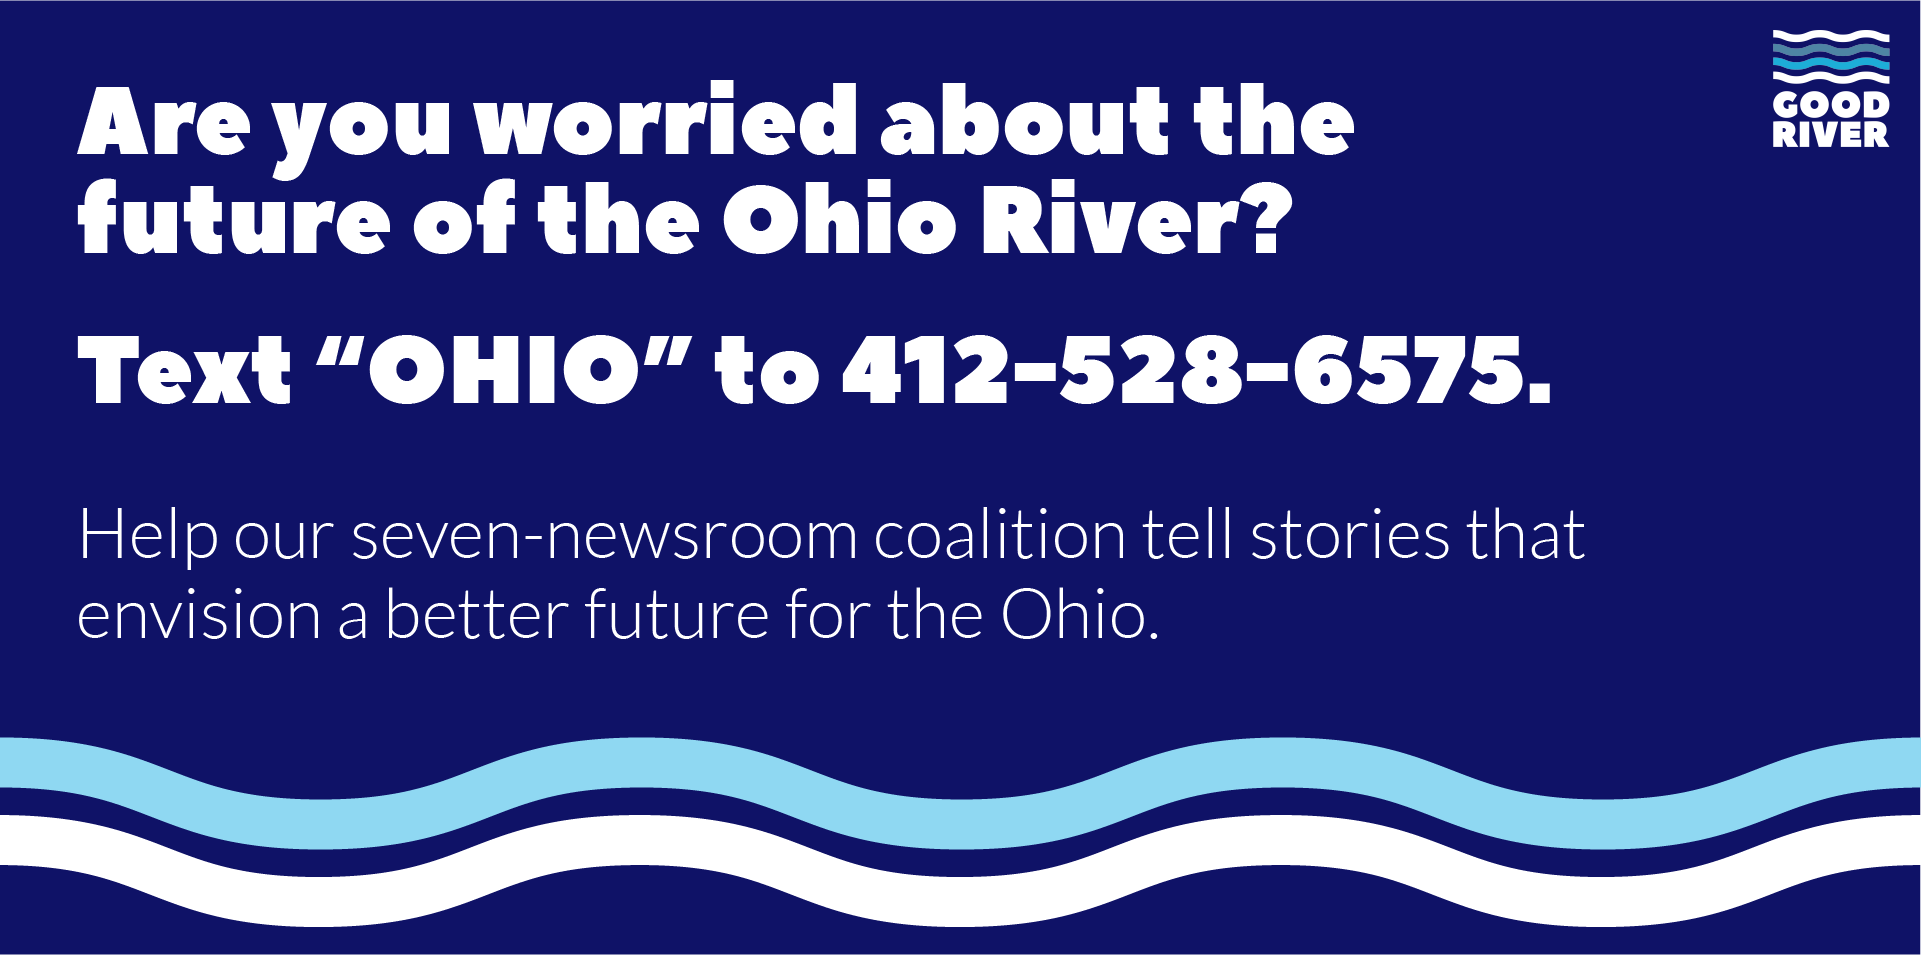 Are you worried about the
future of the Ohio River?
Text “OHIO” to 412-528-6575.
Help our seven-newsroom coalition tell stories that
envision a better future for the Ohio.
GOOD
RIVER